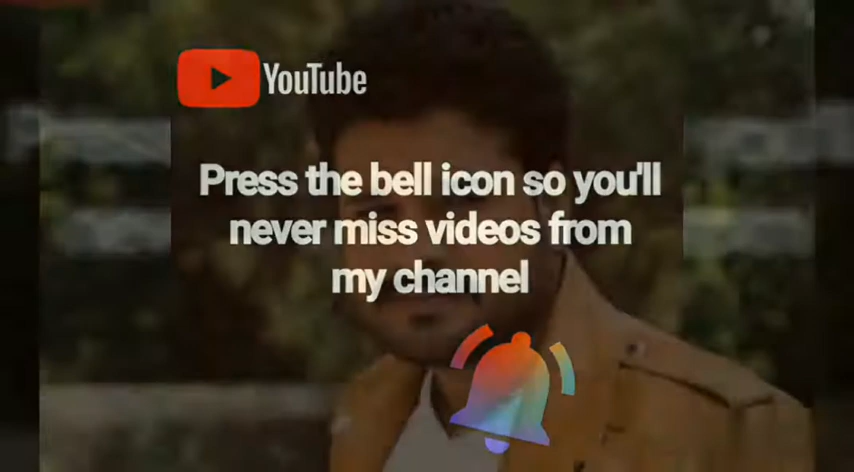 YouTube
Press the bell icon so you'll
never miss videos from
my channel